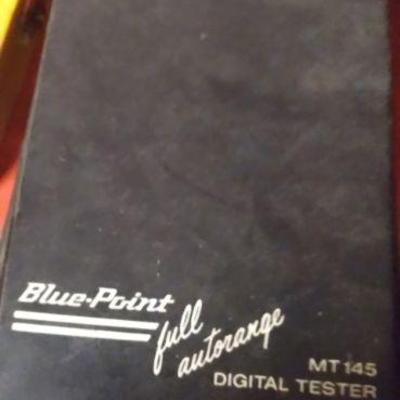 Blue-Point
full
autorange
MT145
DIGITAL TESTER